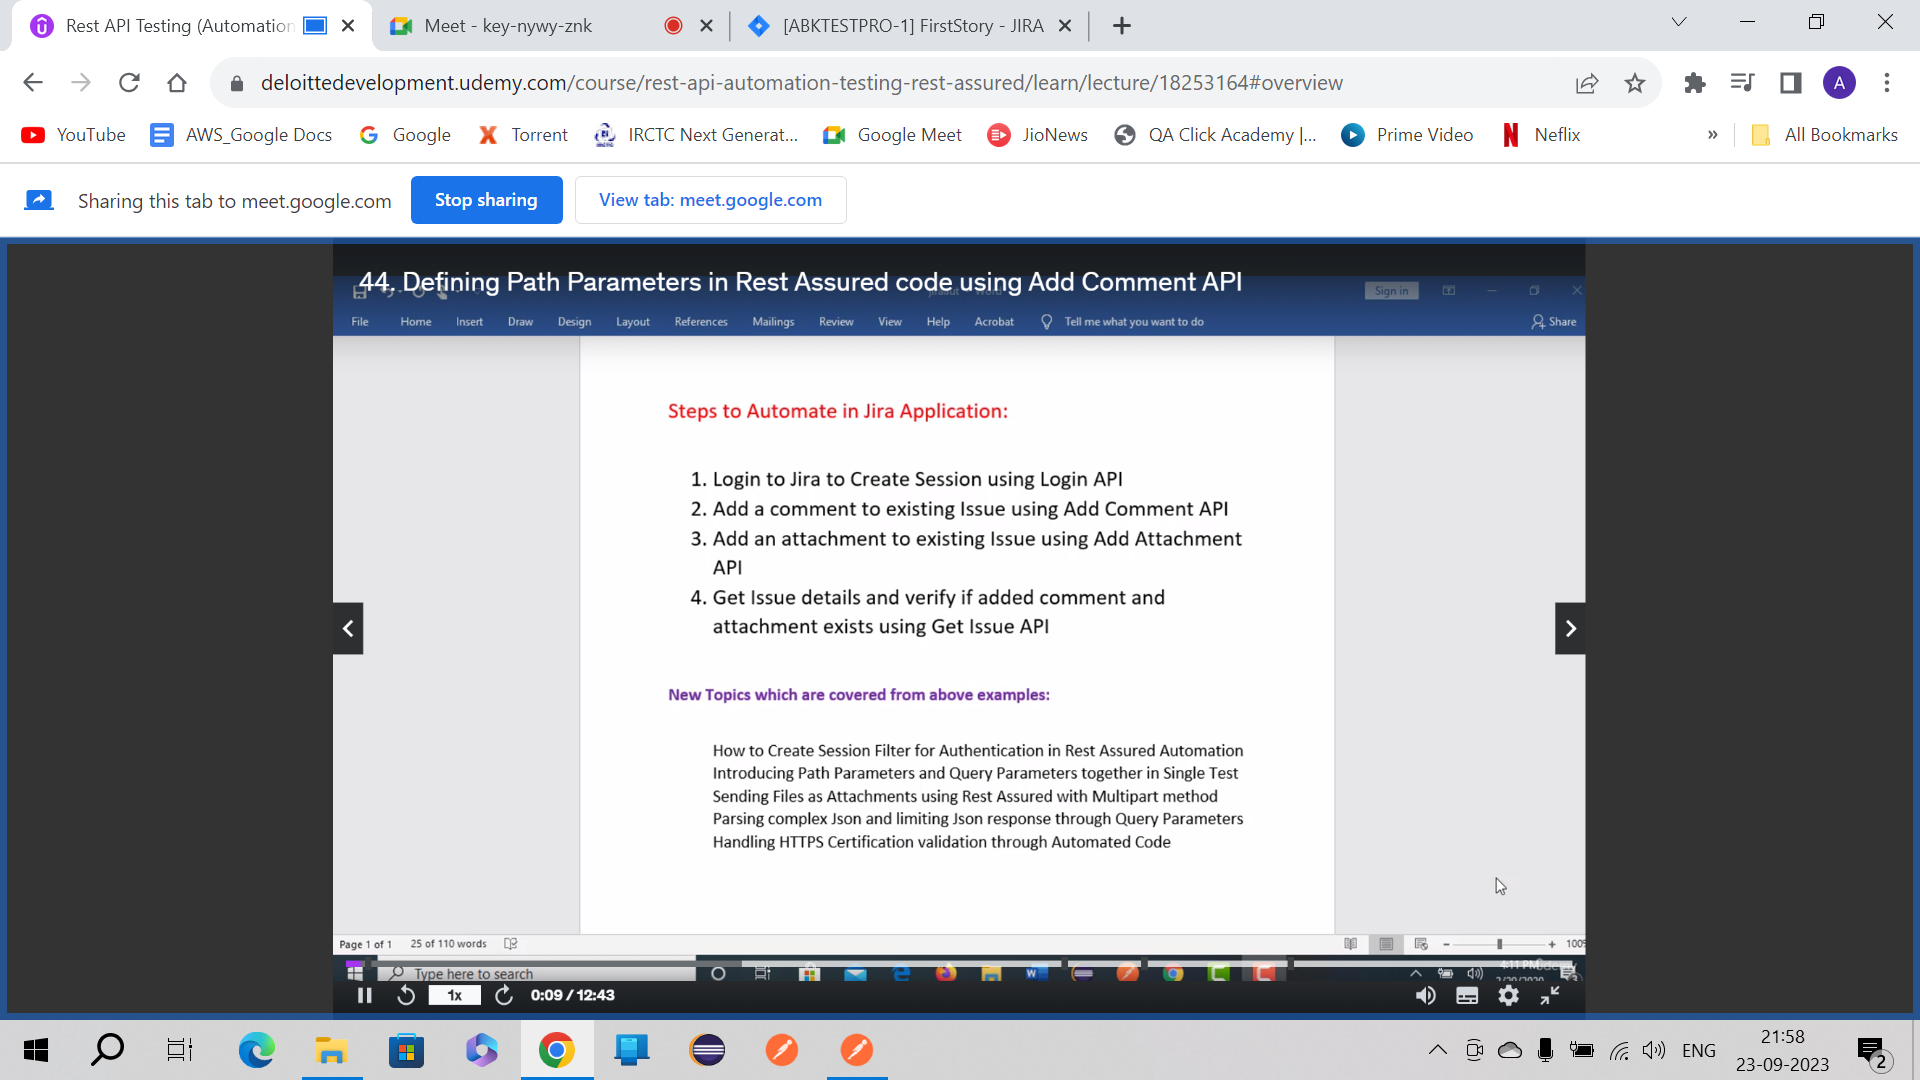 Rest API Testing (Automation
Meet - key-nywy-znk
[ABKTESTPRO-1] FirstStory - JIRA
deloittedevelopment.udemy.com/course/rest-api-automation-testing-rest-assured/learn/lecture/18253164#overview
A
YouTube
AWS_Google Docs
Google
Torrent
IRCTC Next Generat...
Google Meet
JioNews
QA Click Academy |...
Prime Video
Neflix
»
All Bookmarks
Sharing this tab to meet.google.com
Stop sharing
View tab: meet.google.com
44. Defining Path Parameters in Rest Assured code using Add Comment API
Sign in
File
Home
Insert
Draw
Design
Layout
References
Mailings
Review
View
Help
Acrobat
Tell me what you want to do
Share
Steps to Automate in Jira Application:
1. Login to Jira to Create Session using Login API
2. Add a comment to existing Issue using Add Comment API
3. Add an attachment to existing Issue using Add Attachment
API
4. Get Issue details and verify if added comment and
attachment exists using Get Issue API
New Topics which are covered from above examples:
How to Create Session Filter for Authentication in Rest Assured Automation
Introducing Path Parameters and Query Parameters together in Single Test
Sending Files as Attachments using Rest Assured with Multipart method
Parsing complex Json and limiting Json response through Query Parameters
Handling HTTPS Certification validation through Automated Code
Page 1 of 1
25 of 110 words
Type here to search
1x
0:09 / 12:43
ENG
21:58
23-09-2023
2